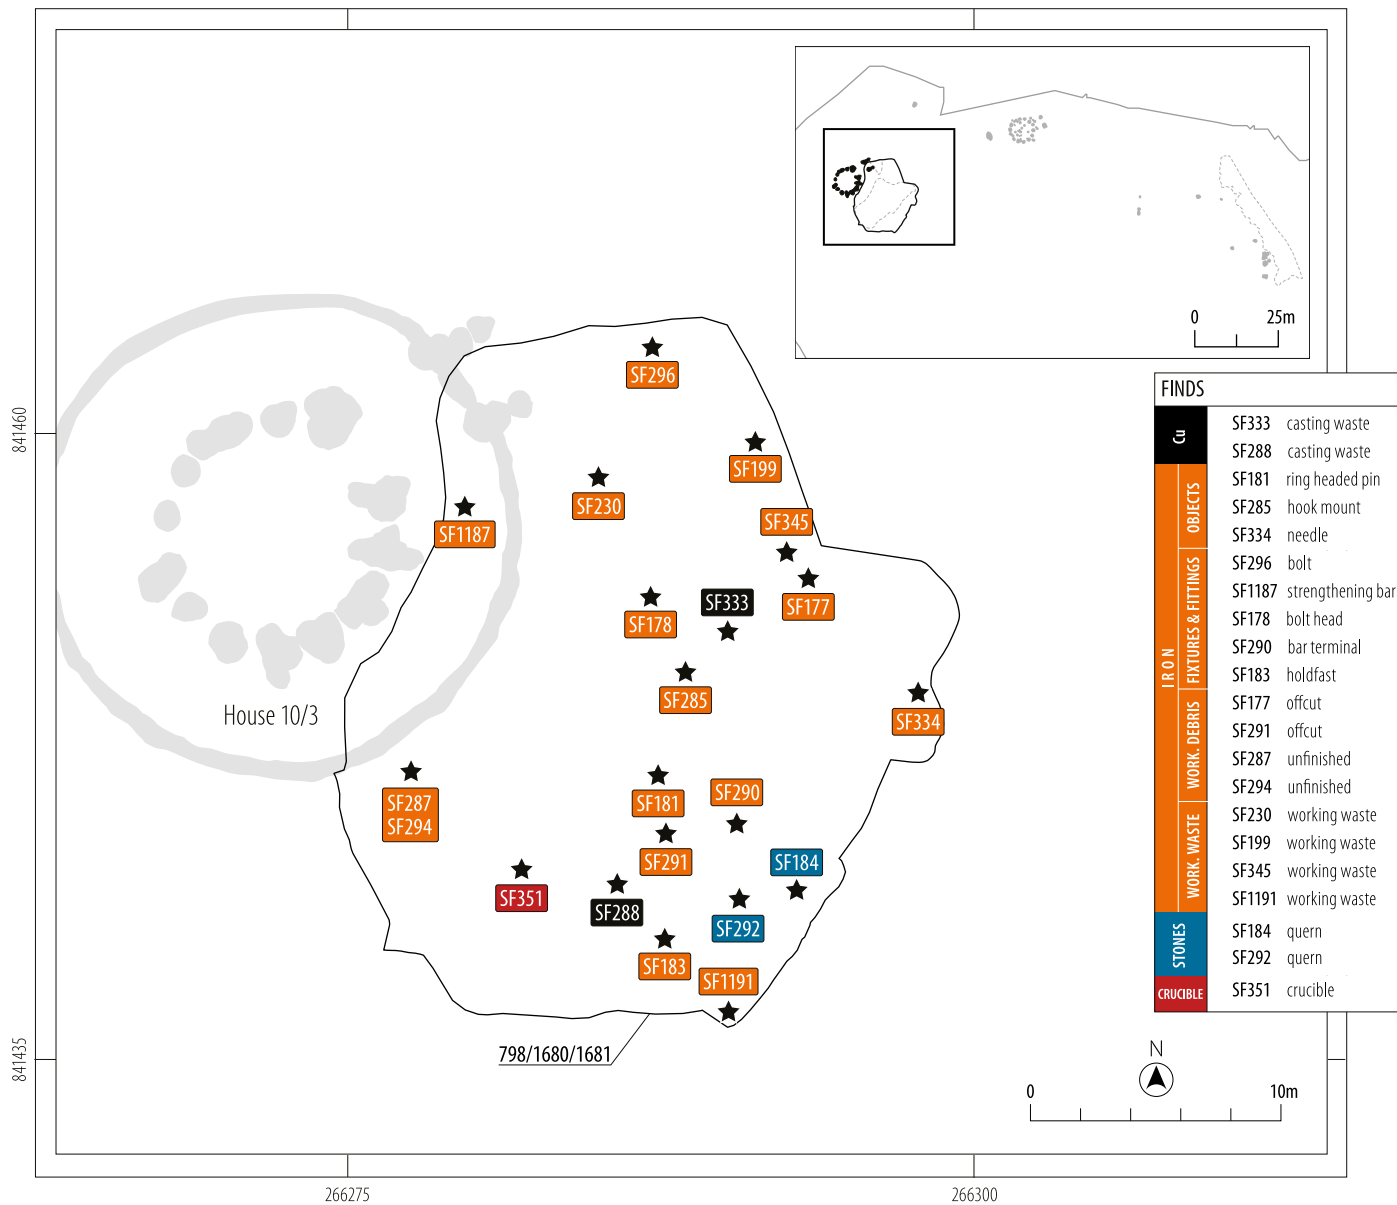 0 25m
SF296
SF199
SF230
SF345
SF1187
SF333
SF177
SF178
SF285
SF334
House 10/3
SF287
SF294
SF181
SF290
SF291
SF184
SF351
SF288
SF292
SF183
SF1191
798/1680/1681
841460
841435
266275
266300
N
0 10m
FINDS
Cu
SF333 casting waste
SF288 casting waste
IRON
OBJECTS
SF181 ring headed pin
SF285 hook mount
SF334 needle
FIXTURES & FITTINGS
SF296 bolt
SF1187 strengthening bar
SF178 bolt head
SF290 bar terminal
SF183 holdfast
WORK. DEBRIS
SF177 offcut
SF291 offcut
SF287 unfinished
SF294 unfinished
WORK. WASTE
SF230 working waste
SF199 working waste
SF345 working waste
SF1191 working waste
STONES
SF184 quern
SF292 quern
CRUCIBLE
SF351 crucible